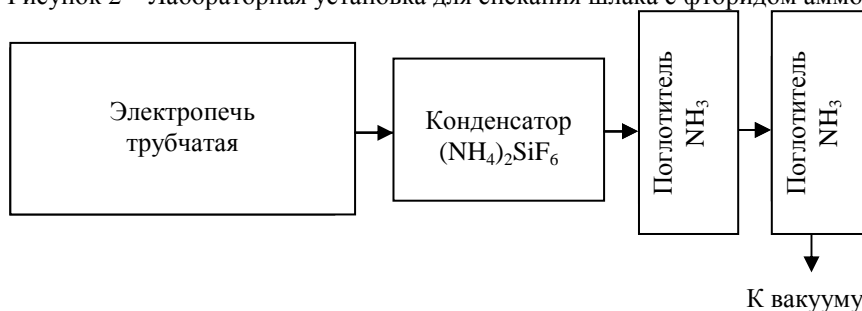 Рисунок 2 – Лабораторная установка для спекания шлака с фторидом аммо
Электропечь
трубчатая
Конденсатор
(NH₄)₂SiF₆
Поглотитель
NH₃
Поглотитель
NH₃
К вакууму